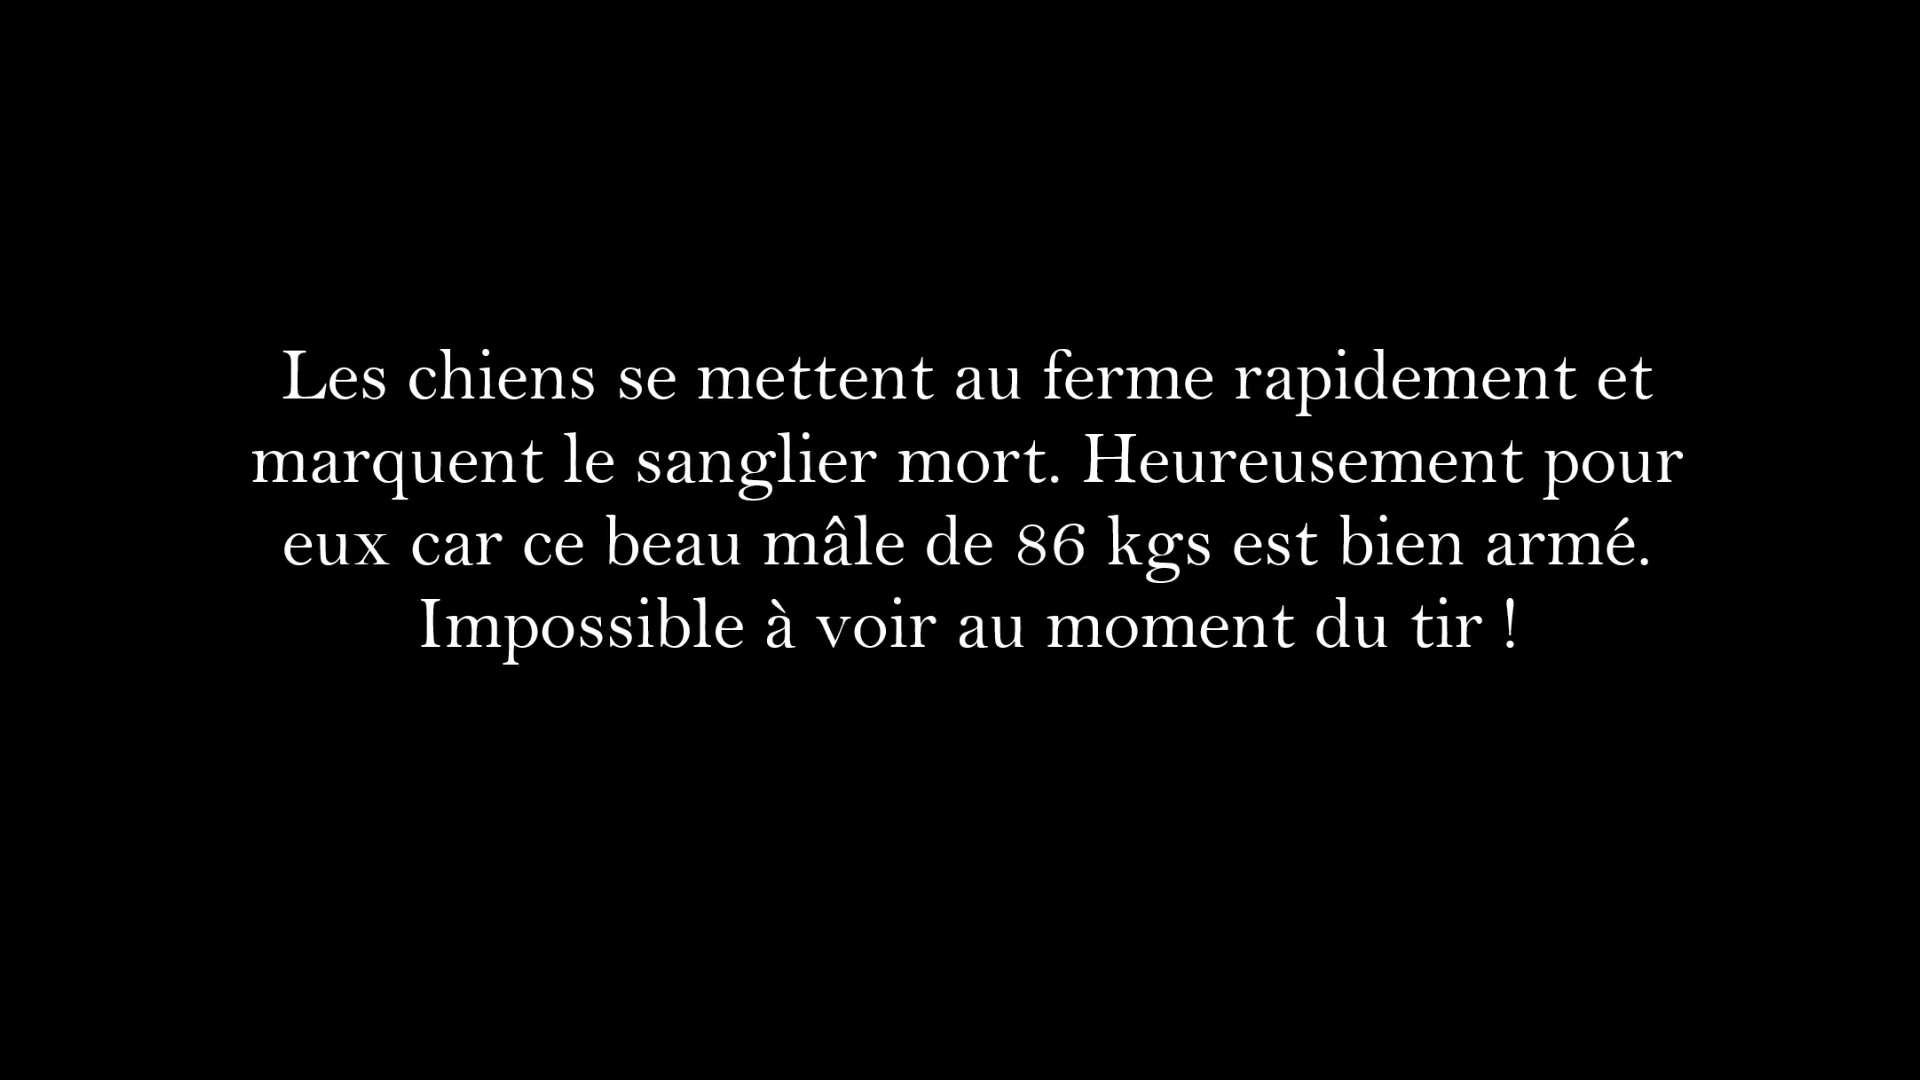 Les chiens se mettent au ferme rapidement et
marquent le sanglier mort. Heureusement pour
eux car ce beau mâle de 86 kgs est bien armé.
Impossible à voir au moment du tir !